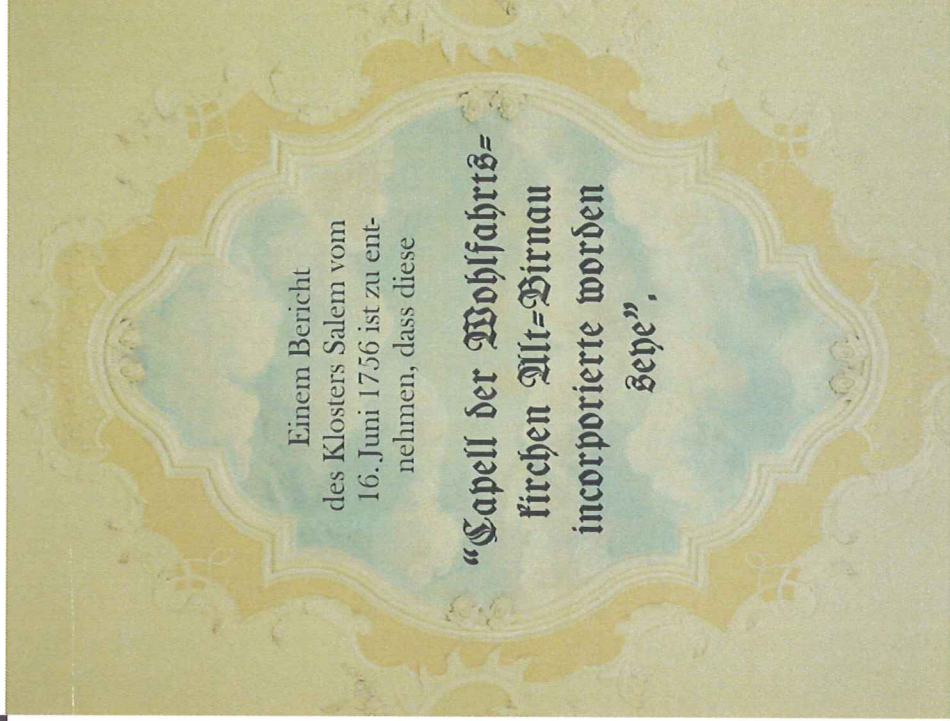 Einem Bericht
des Klosters Salem vom
16. Juni 1756 ist zu ent-
nehmen, dass diese
“Capell der Wohlfahrts=
kirchen Alt=Birnau
incorporierte worden
seye”.